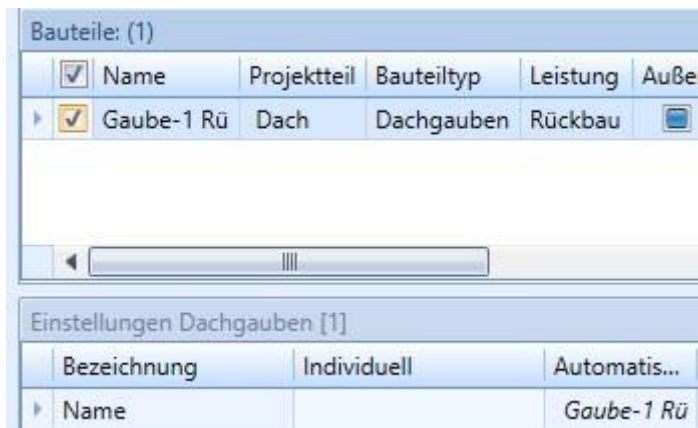 Bauteile: (1)
Name Projektteil Bauteiltyp Leistung Auße
Gaube-1 Rü Dach Dachgauben Rückbau
Einstellungen Dachgauben [1]
Bezeichnung Individuell Automatis...
Name Gaube-1 Rü